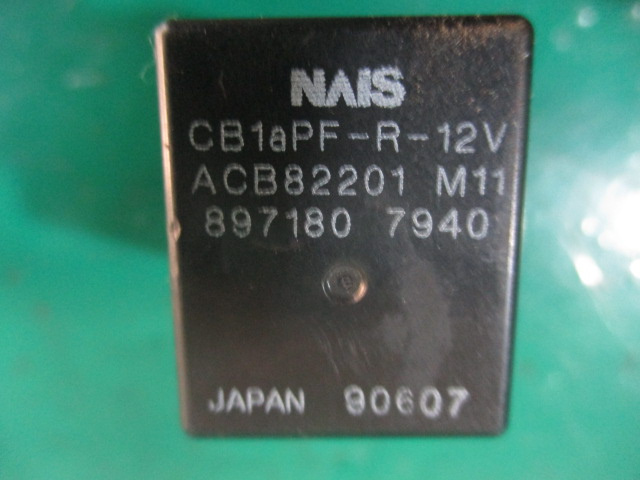 NAiS
CB1aPF-R-12V
ACB82201 M11
897180 7940
JAPAN 90607